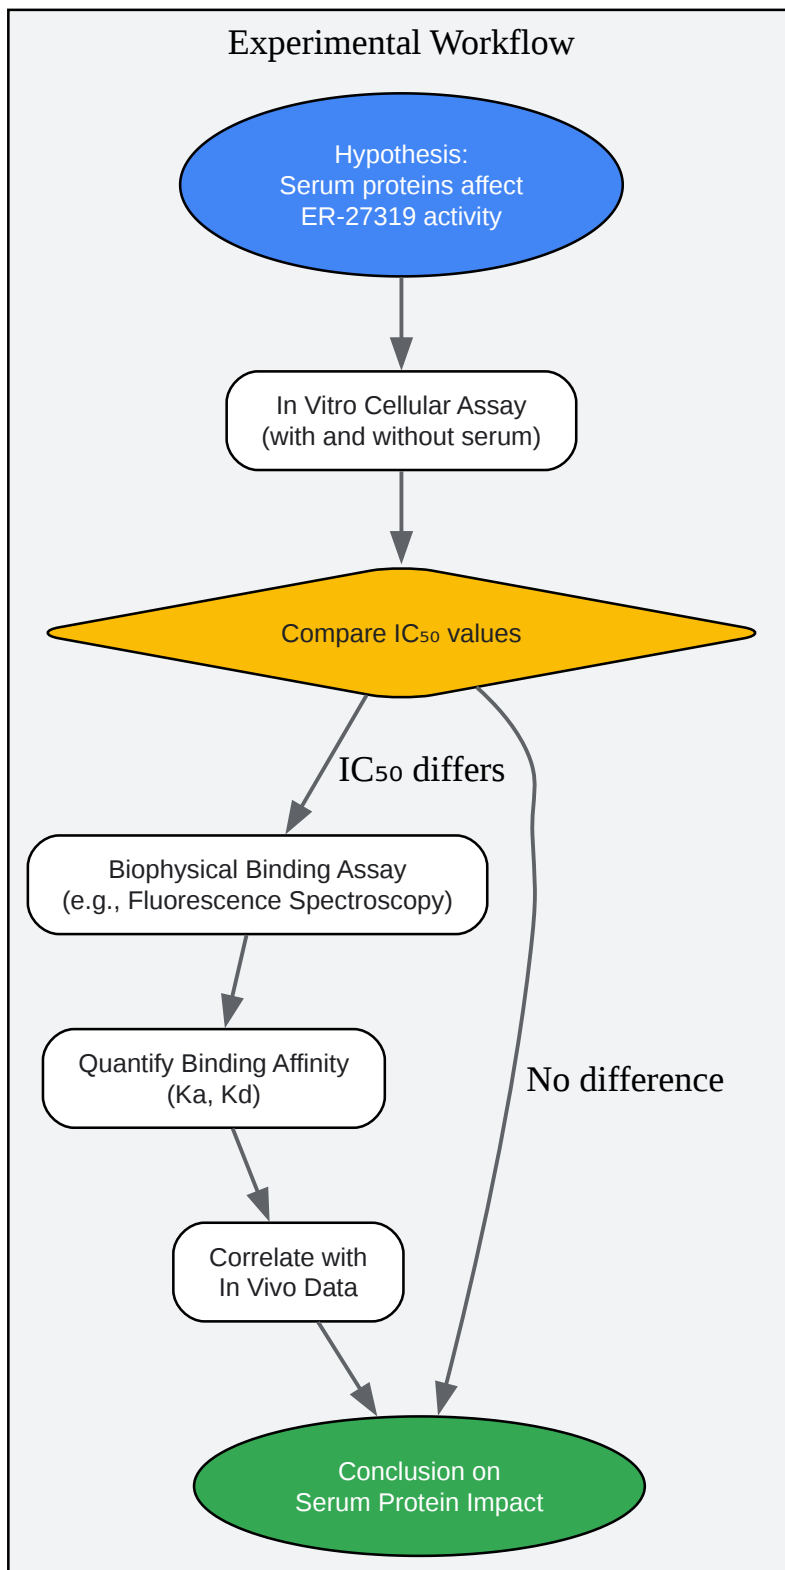 Experimental Workflow
Hypothesis:
Serum proteins affect
ER-27319 activity
In Vitro Cellular Assay
(with and without serum)
Compare IC₅₀ values
IC₅₀ differs
Biophysical Binding Assay
(e.g., Fluorescence Spectroscopy)
Quantify Binding Affinity
(Ka, Kd)
No difference
Correlate with
In Vivo Data
Conclusion on
Serum Protein Impact